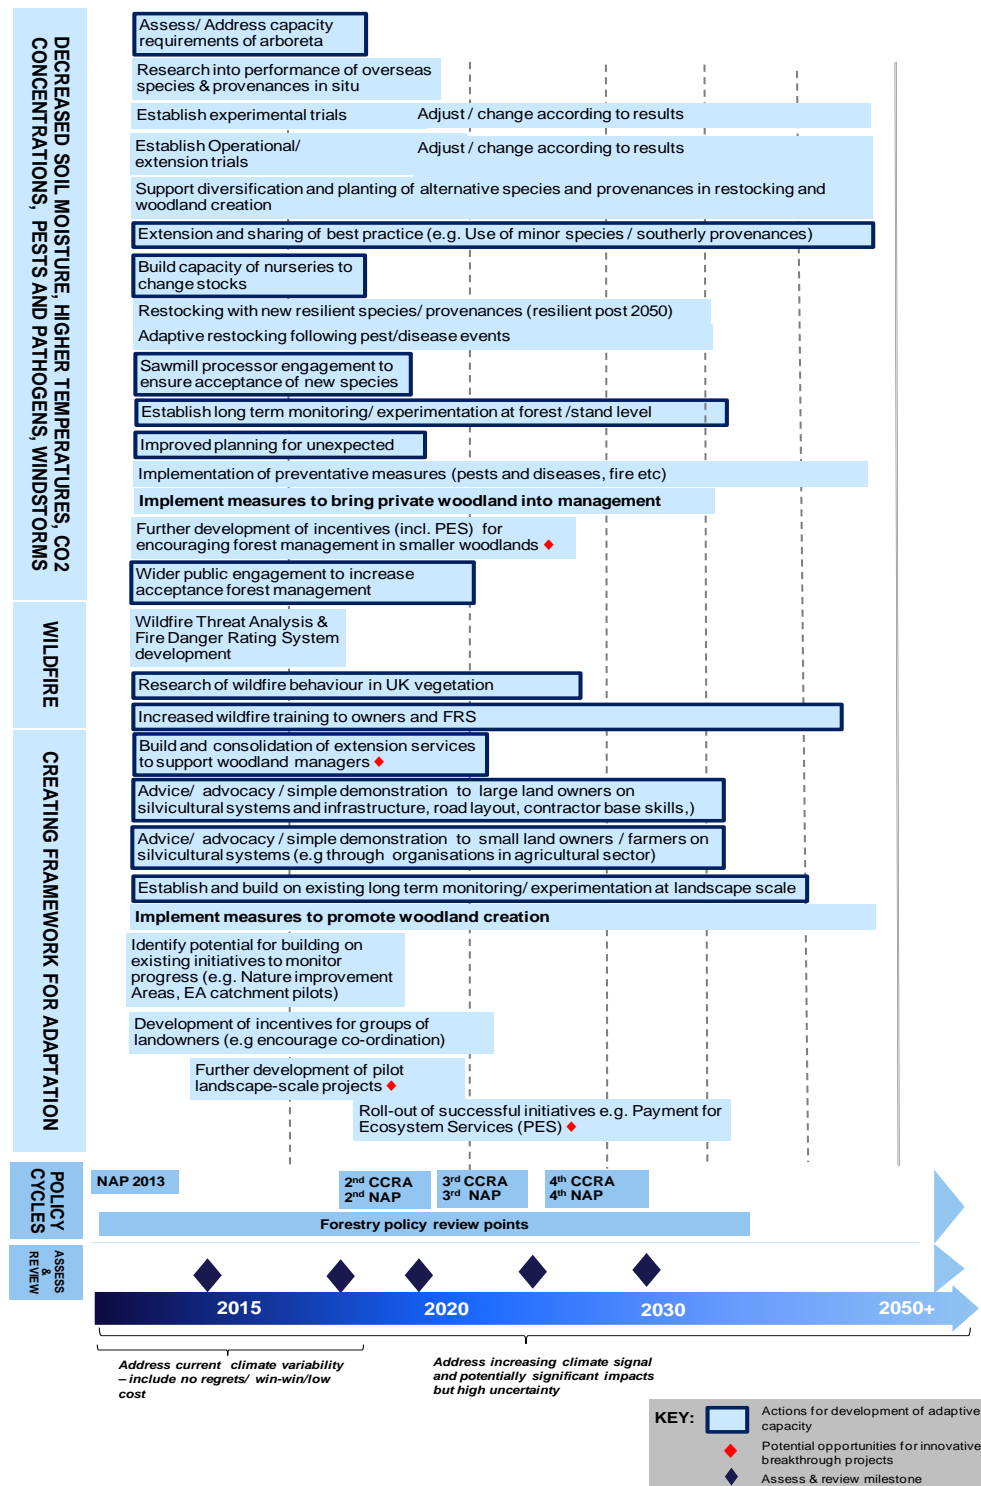 DECREASED SOIL MOISTURE, HIGHER TEMPERATURES, CO2
CONCENTRATIONS, PESTS AND PATHOGENS, WINDSTORMS
Assess/ Address capacity
requirements of arboreta
Research into performance of overseas
species & provenances in situ
Establish experimental trials
Adjust / change according to results
Establish Operational/
extension trials
Adjust / change according to results
Support diversification and planting of alternative species and provenances in restocking and
woodland creation
Extension and sharing of best practice (e.g. Use of minor species / southerly provenances)
Build capacity of nurseries to
change stocks
Restocking with new resilient species/ provenances (resilient post 2050)
Adaptive restocking following pest/disease events
Sawmill processor engagement to
ensure acceptance of new species
Establish long term monitoring/ experimentation at forest /stand level
Improved planning for unexpected
Implementation of preventative measures (pests and diseases, fire etc)
Implement measures to bring private woodland into management
Further development of incentives (incl. PES) for
encouraging forest management in smaller woodlands
Wider public engagement to increase
acceptance forest management
WILDFIRE
Wildfire Threat Analysis &
Fire Danger Rating System
development
Research of wildfire behaviour in UK vegetation
Increased wildfire training to owners and FRS
CREATING FRAMEWORK FOR ADAPTATION
Build and consolidation of extension services
to support woodland managers
Advice/ advocacy / simple demonstration to large land owners on
silvicultural systems and infrastructure, road layout, contractor base skills,)
Advice/ advocacy / simple demonstration to small land owners / farmers on
silvicultural systems (e.g through organisations in agricultural sector)
Establish and build on existing long term monitoring/ experimentation at landscape scale
Implement measures to promote woodland creation
Identify potential for building on
existing initiatives to monitor
progress (e.g. Nature improvement
Areas, EA catchment pilots)
Development of incentives for groups of
landowners (e.g encourage co-ordination)
Further development of pilot
landscape-scale projects
Roll-out of successful initiatives e.g. Payment for
Ecosystem Services (PES)
POLICY
CYCLES
NAP 2013
2nd CCRA
2nd NAP
3rd CCRA
3rd NAP
4th CCRA
4th NAP
Forestry policy review points
ASSESS
&
REVIEW
2015
2020
2030
2050+
Address current climate variability
– include no regrets/ win-win/low
cost
Address increasing climate signal
and potentially significant impacts
but high uncertainty
KEY:
Actions for development of adaptive
capacity
Potential opportunities for innovative
breakthrough projects
Assess & review milestone